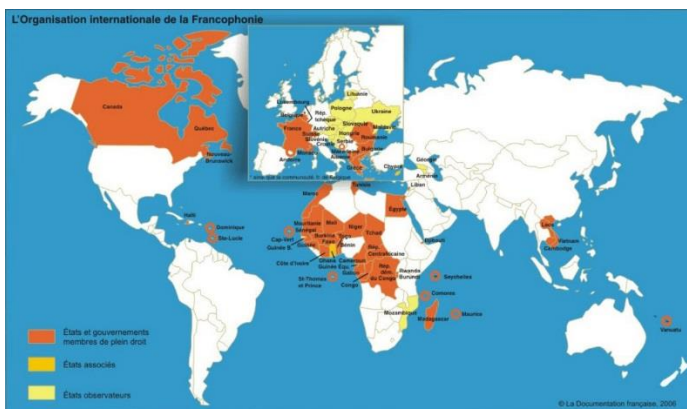 L'Organisation internationale de la Francophonie
Canada
Québec
Nouveau-
Brunswick
Haïti
Dominique
Ste-Lucie
Luxembourg
Belgique*
France
Andorre
Monaco
Rép.
tchèque
Autriche
Slovénie
Croatie
Pologne
Lituanie
Ukraine
Slovaquie
Hongrie
Serbie
Moldavie
Roumanie
Bulgarie
Grèce
Chypre
Géorgie
Arménie
Liban
Maroc
Tunisie
Égypte
Mauritanie
Sénégal
Cap-Vert
Guinée B.
Guinée
Mali
Burkina
Faso
Niger
Tchad
Togo
Bénin
Côte d'Ivoire
Ghana
Cameroun
Guinée Equ.
Gabon
Rép.
Centrafricaine
St-Thomas
et Prince
Congo
Rép.
dém.
du Congo
Rwanda
Burundi
Djibouti
Seychelles
Comores
Mozambique
Madagascar
Maurice
Laos
Vietnam
Cambodge
Vanuatu
États et gouvernements
membres de plein droit
États associés
États observateurs
© La Documentation française, 2006